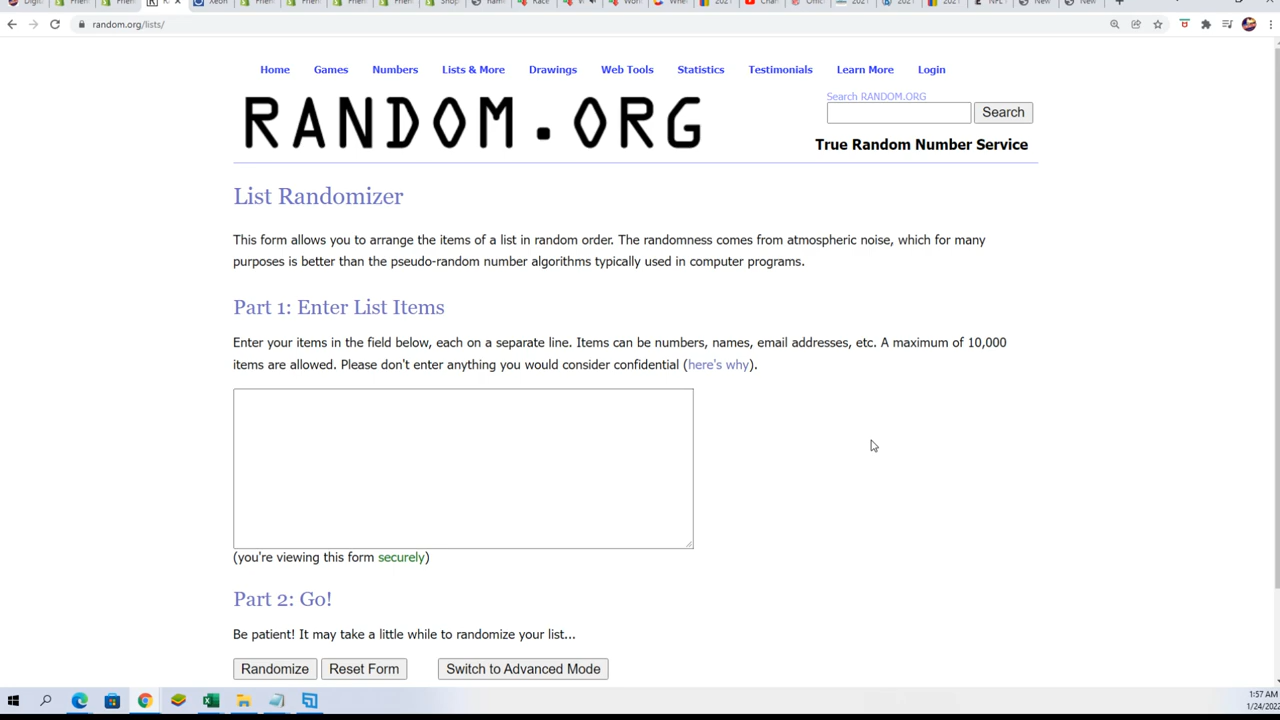 random.org/lists/
Home Games Numbers Lists & More Drawings Web Tools Statistics Testimonials Learn More Login
RANDOM.ORG
Search RANDOM.ORG
Search
True Random Number Service
List Randomizer
This form allows you to arrange the items of a list in random order. The randomness comes from atmospheric noise, which for many
purposes is better than the pseudo-random number algorithms typically used in computer programs.
Part 1: Enter List Items
Enter your items in the field below, each on a separate line. Items can be numbers, names, email addresses, etc. A maximum of 10,000
items are allowed. Please don't enter anything you would consider confidential (here's why).
(you're viewing this form securely)
Part 2: Go!
Be patient! It may take a little while to randomize your list...
Randomize Reset Form Switch to Advanced Mode
1:57 AM
1/24/2022